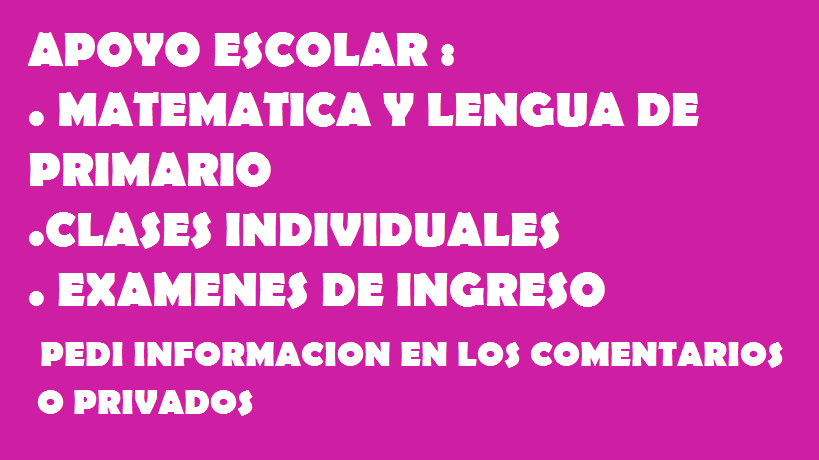 APOYO ESCOLAR :
• MATEMATICA Y LENGUA DE
PRIMARIO
•CLASES INDIVIDUALES
• EXAMENES DE INGRESO
PEDI INFORMACION EN LOS COMENTARIOS
O PRIVADOS